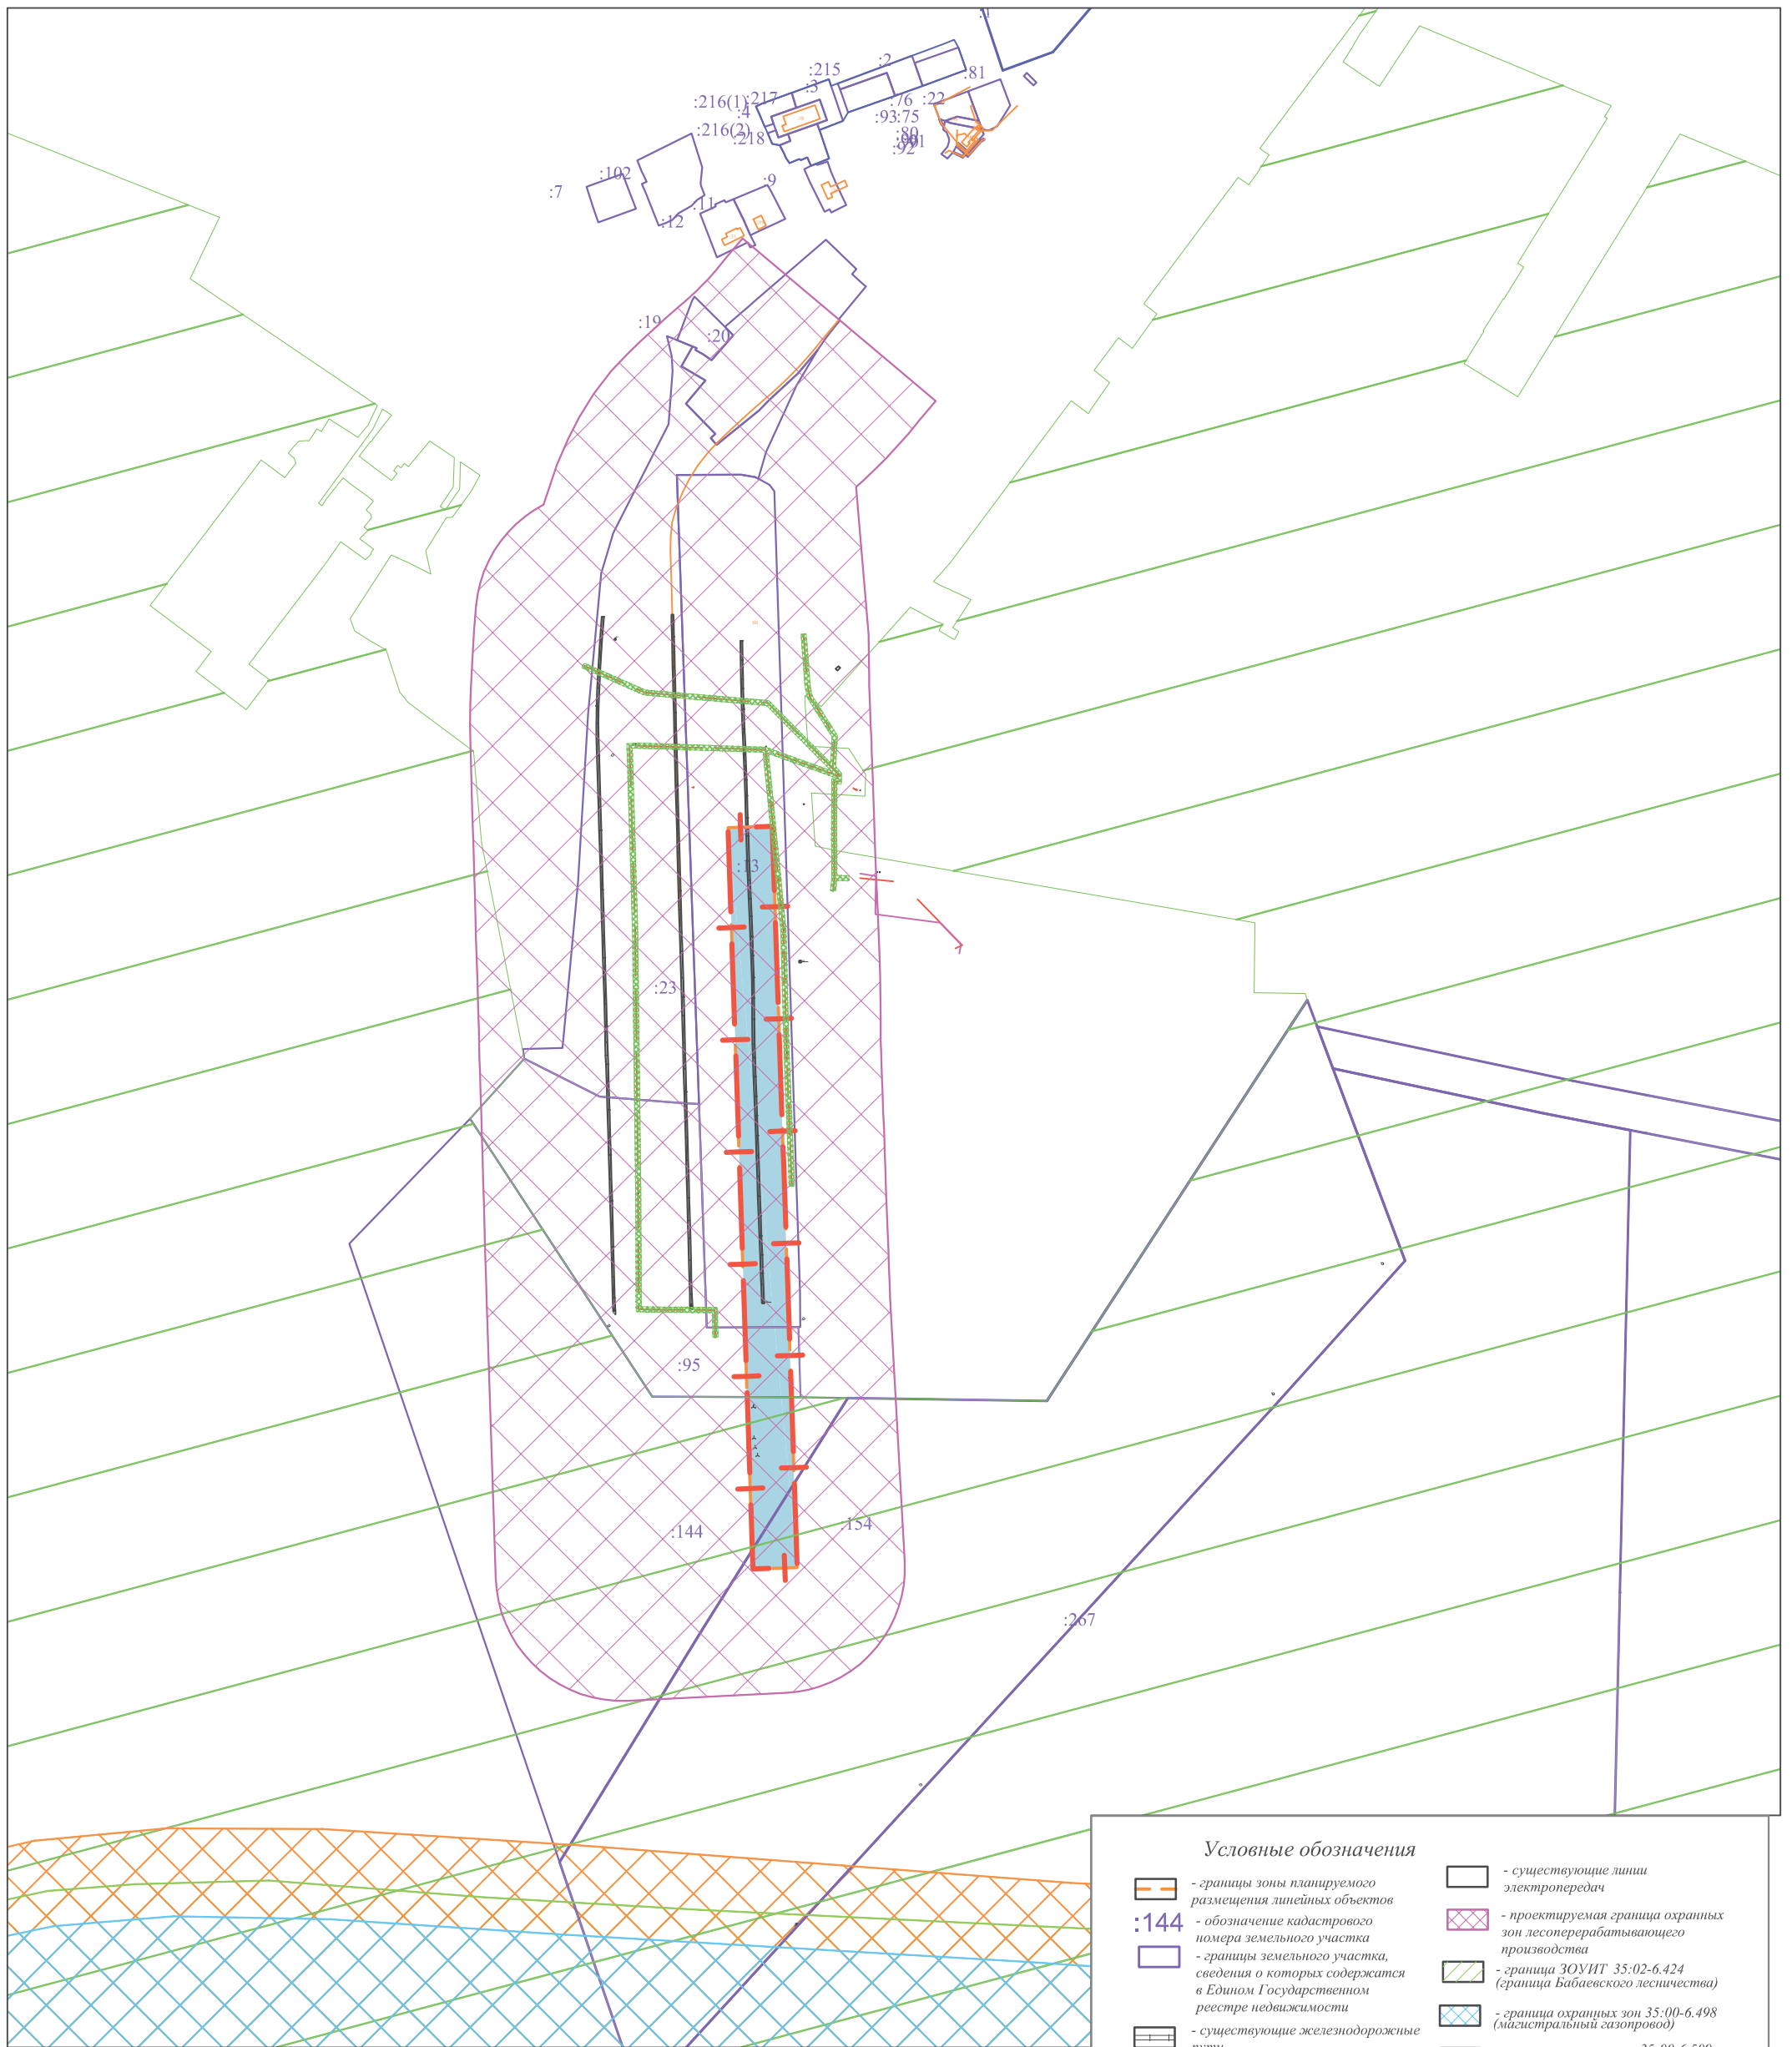 :1
:2
:215
:3
:81
:217
:216(1)
:4
:76
:22
:93
:75
:216(2)
:218
:80
:92
:102
:7
:9
:11
:12
:19
:20
:13
:23
:95
:144
:154
:267
Условные обозначения
- границы зоны планируемого
размещения линейных объектов
:144
- обозначение кадастрового
номера земельного участка
- границы земельного участка,
сведения о которых содержатся
в Едином Государственном
реестре недвижимости
- существующие железнодорожные
- существующие линии
электропередач
- проектируемая граница охранных
зон лесоперерабатывающего
производства
- граница ЗОУИТ 35:02-6.424
(граница Бабаевского лесничества)
- граница охранных зон 35:00-6.498
(магистральный газопровод)